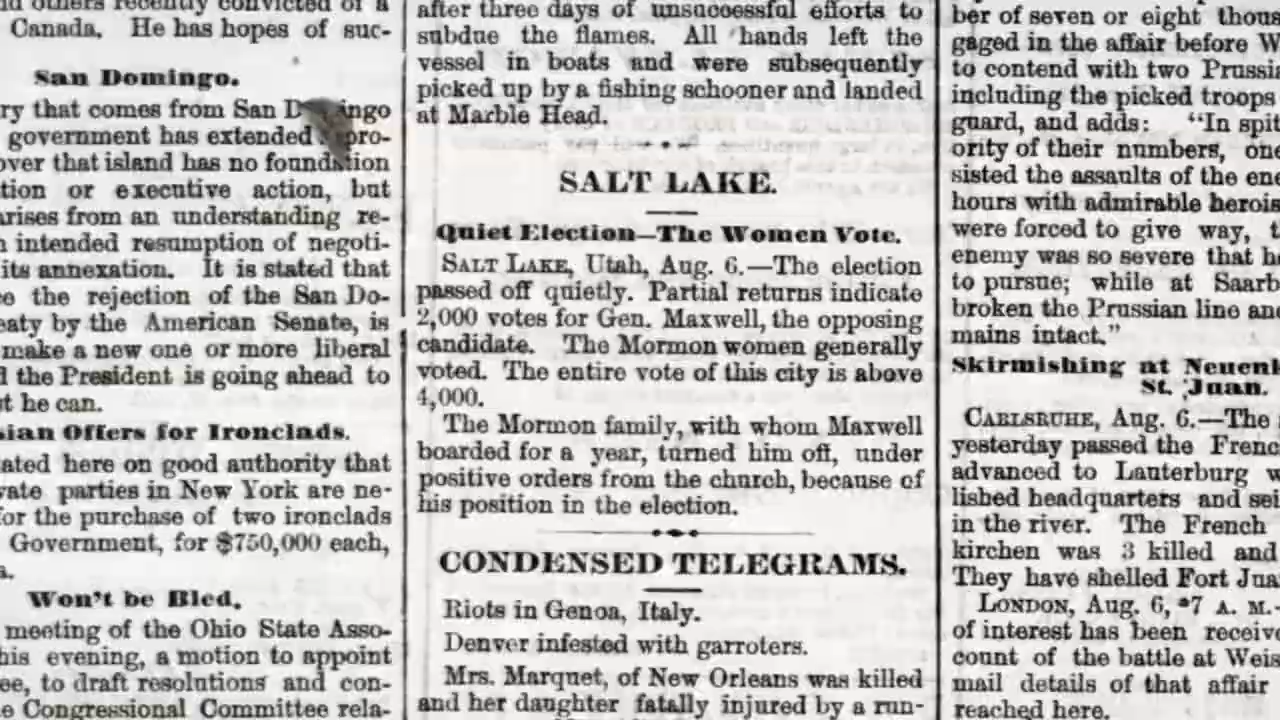 nd others recently convicted of a
Canada. He has hopes of suc-
San Domingo.
ry that comes from San Domingo
government has extended pro-
over that island has no foundation
tion or executive action, but
arises from an understanding re-
n intended resumption of negoti-
its annexation. It is stated that
e the rejection of the San Do-
eaty by the American Senate, is
make a new one or more liberal
d the President is going ahead to
t he can.
sian Offers for Ironclads.
ated here on good authority that
vate parties in New York are ne-
for the purchase of two ironclads
Government, for $750,000 each,
a.
Won't be Bled.
meeting of the Ohio State Asso-
his evening, a motion to appoint
ee, to draft resolutions and con-
e Congressional Committee rela-
after three days of unsuccessful efforts to
subdue the flames. All hands left the
vessel in boats and were subsequently
picked up by a fishing schooner and landed
at Marble Head.
SALT LAKE.
Quiet Election—The Women Vote.
SALT LAKE, Utah, Aug. 6.—The election
passed off quietly. Partial returns indicate
2,000 votes for Gen. Maxwell, the opposing
candidate. The Mormon women generally
voted. The entire vote of this city is above
4,000.
The Mormon family, with whom Maxwell
boarded for a year, turned him off, under
positive orders from the church, because of
his position in the election.
CONDENSED TELEGRAMS.
Riots in Genoa, Italy.
Denver infested with garroters.
Mrs. Marquet, of New Orleans was killed
and her daughter fatally injured by a run-
ber of seven or eight thous
gaged in the affair before W
to contend with two Prussia
including the picked troops
guard, and adds: "In spit
ority of their numbers, one
sisted the assaults of the ene
hours with admirable herois
were forced to give way, t
enemy was so severe that he
to pursue; while at Saarb
broken the Prussian line and
mains intact."
Skirmishing at Neuenk
St. Juan.
CARLSRUHE, Aug. 6.—The
yesterday passed the Frenc
advanced to Lauterburg w
lished headquarters and sei
in the river. The French
kirchen was 3 killed and
They have shelled Fort Jua
LONDON, Aug. 6, 7 A. M.
of interest has been receive
count of the battle at Weis
mail details of that affair
reached here.